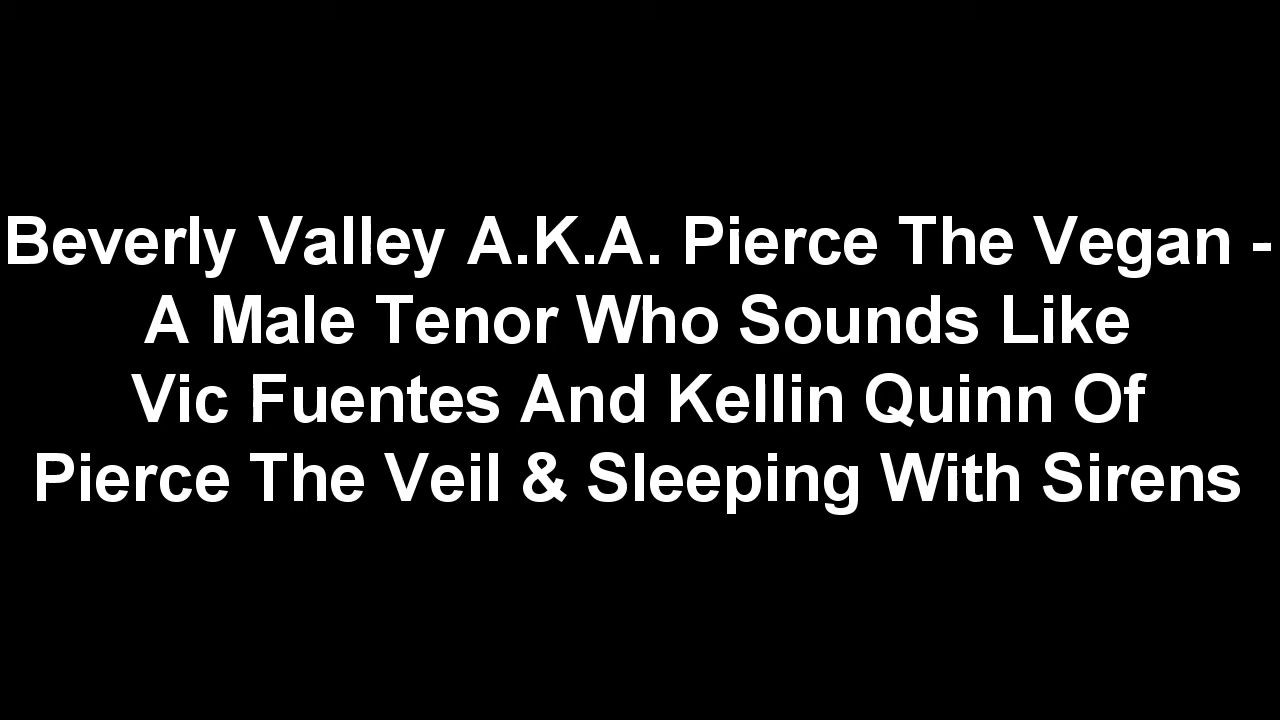 Beverly Valley A.K.A. Pierce The Vegan -
A Male Tenor Who Sounds Like
Vic Fuentes And Kellin Quinn Of
Pierce The Veil & Sleeping With Sirens